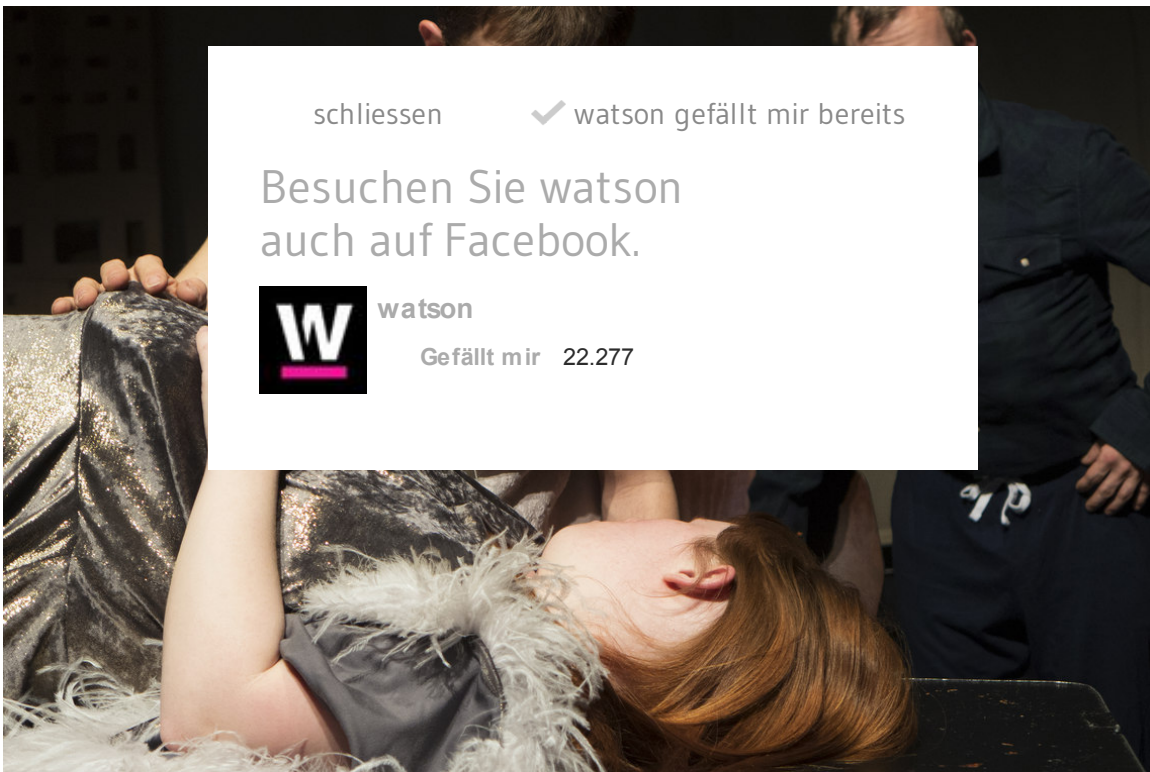 schliessen watson gefällt mir bereits
Besuchen Sie watson
auch auf Facebook.
W
watson
Gefällt mir 22.277